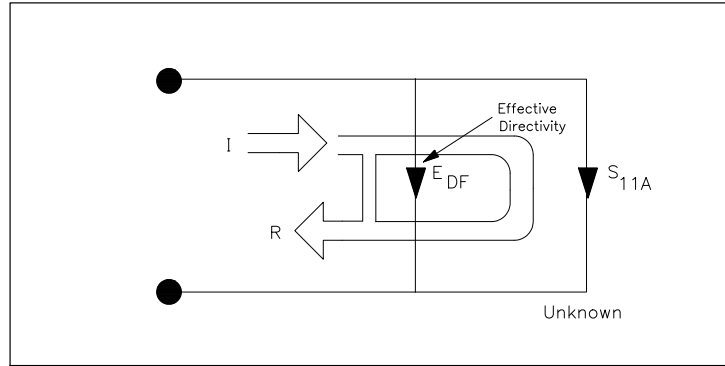 Effective
Directivity
I
E DF
S 11A
R
Unknown